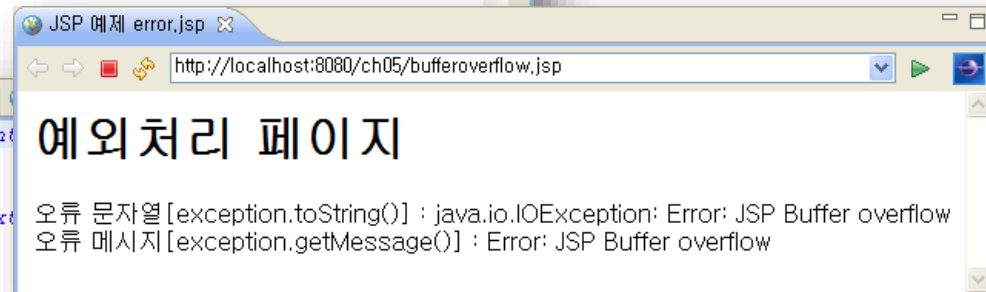 JSP 예제 error.jsp
http://localhost:8080/ch05/bufferoverflow.jsp
예외처리 페이지
오류 문자열[exception.toString()] : java.io.IOException: Error: JSP Buffer overflow
오류 메시지[exception.getMessage()] : Error: JSP Buffer overflow